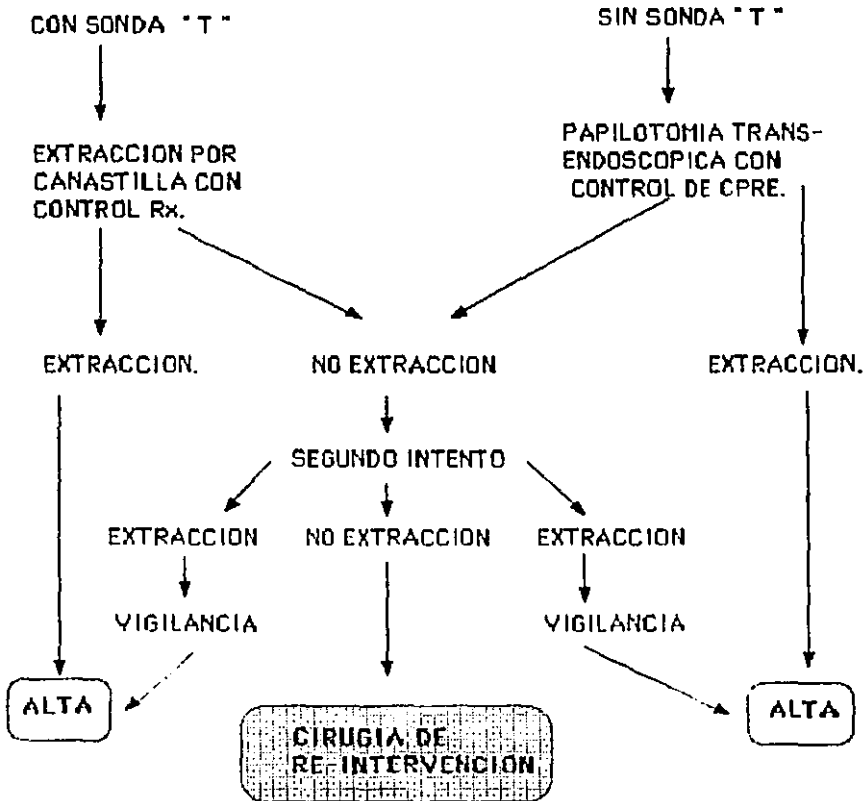 CON SONDA "T"
SIN SONDA "T"
EXTRACCION POR
CANASTILLA CON
CONTROL Rx.
PAPILOTOMIA TRANS-
ENDOSCOPICA CON
CONTROL DE CPRE.
EXTRACCION.
NO EXTRACCION
EXTRACCION.
SEGUNDO INTENTO
EXTRACCION
NO EXTRACCION
EXTRACCION
VIGILANCIA
VIGILANCIA
ALTA
CIRUGIA DE
RE-INTERVENCION
ALTA